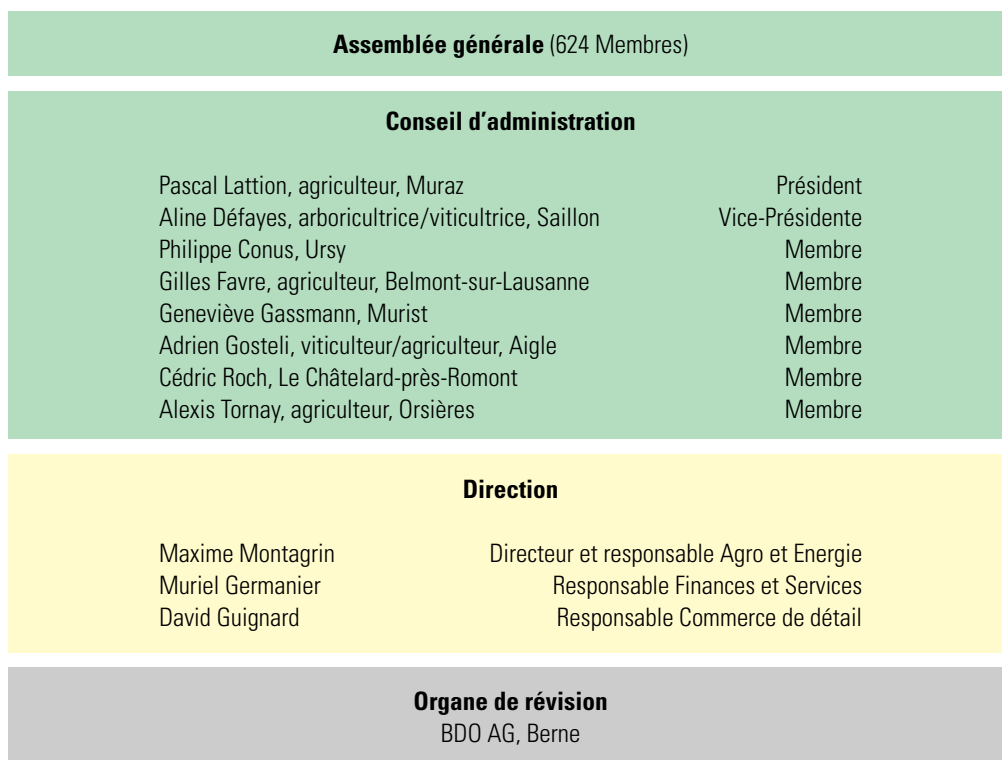 Assemblée générale (624 Membres)
Conseil d'administration
Pascal Lattion, agriculteur, Muraz Président
Aline Défayes, arboricultrice/viticultrice, Saillon Vice-Présidente
Philippe Conus, Ursy Membre
Gilles Favre, agriculteur, Belmont-sur-Lausanne Membre
Geneviève Gassmann, Murist Membre
Adrien Gosteli, viticulteur/agriculteur, Aigle Membre
Cédric Roch, Le Châtelard-près-Romont Membre
Alexis Tornay, agriculteur, Orsières Membre
Direction
Maxime Montagrin Directeur et responsable Agro et Energie
Muriel Germanier Responsable Finances et Services
David Guignard Responsable Commerce de détail
Organe de révision
BDO AG, Berne